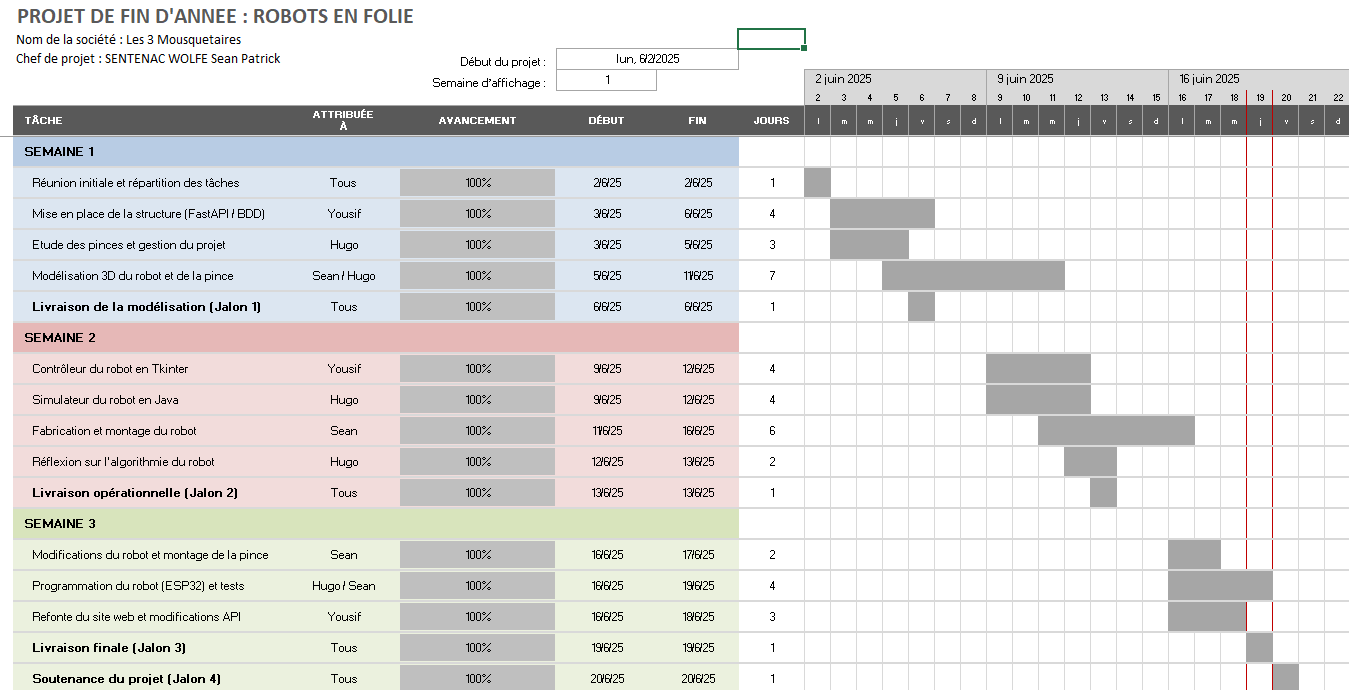 PROJET DE FIN D'ANNEE : ROBOTS EN FOLIE
Nom de la société : Les 3 Mousquetaires
Chef de projet : SENTENAC WOLFE Sean Patrick
Début du projet : lun, 6/2/2025
Semaine d'affichage : 1
2 juin 2025 9 juin 2025 16 juin 2025
2 3 4 5 6 7 8 9 10 11 12 13 14 15 16 17 18 19 20 21 22
TÂCHE ATTRIBUÉE À AVANCEMENT DÉBUT FIN JOURS l m m j v s d l m m j v s d l m m j v s d
SEMAINE 1
Réunion initiale et répartition des tâches Tous 100% 2/6/25 2/6/25 1
Mise en place de la structure (FastAPI / BDD) Yousif 100% 3/6/25 6/6/25 4
Etude des pinces et gestion du projet Hugo 100% 3/6/25 5/6/25 3
Modélisation 3D du robot et de la pince Sean / Hugo 100% 5/6/25 11/6/25 7
Livraison de la modélisation (Jalon 1) Tous 100% 6/6/25 6/6/25 1
SEMAINE 2
Contrôleur du robot en Tkinter Yousif 100% 9/6/25 12/6/25 4
Simulateur du robot en Java Hugo 100% 9/6/25 12/6/25 4
Fabrication et montage du robot Sean 100% 11/6/25 16/6/25 6
Réflexion sur l'algorithmie du robot Hugo 100% 12/6/25 13/6/25 2
Livraison opérationnelle (Jalon 2) Tous 100% 13/6/25 13/6/25 1
SEMAINE 3
Modifications du robot et montage de la pince Sean 100% 16/6/25 17/6/25 2
Programmation du robot (ESP32) et tests Hugo / Sean 100% 16/6/25 19/6/25 4
Refonte du site web et modifications API Yousif 100% 16/6/25 18/6/25 3
Livraison finale (Jalon 3) Tous 100% 19/6/25 19/6/25 1
Soutenance du projet (Jalon 4) Tous 100% 20/6/25 20/6/25 1